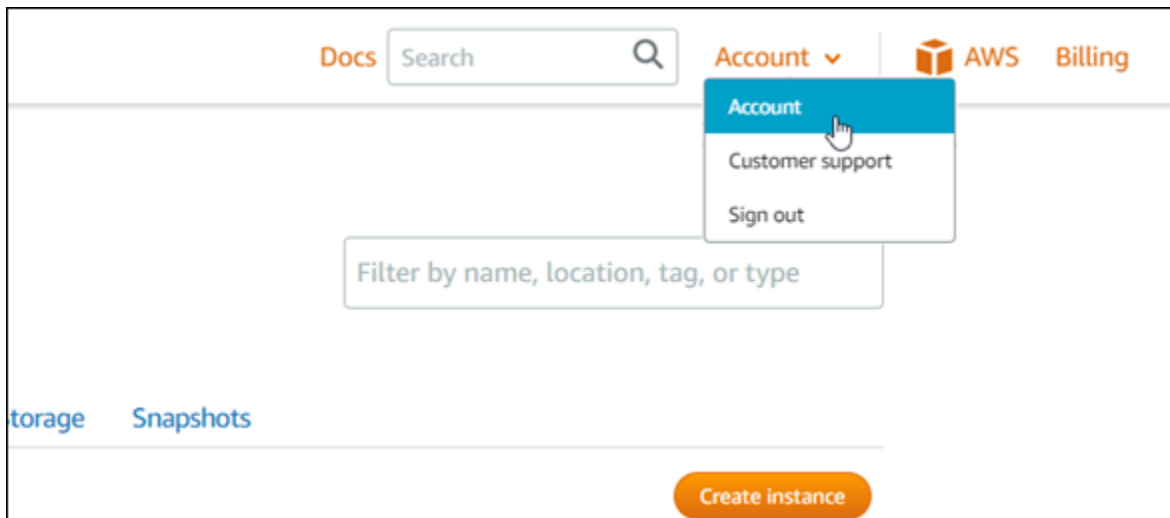 Docs Search Account AWS Billing
Account
Customer support
Sign out
Filter by name, location, tag, or type
torage Snapshots
Create instance